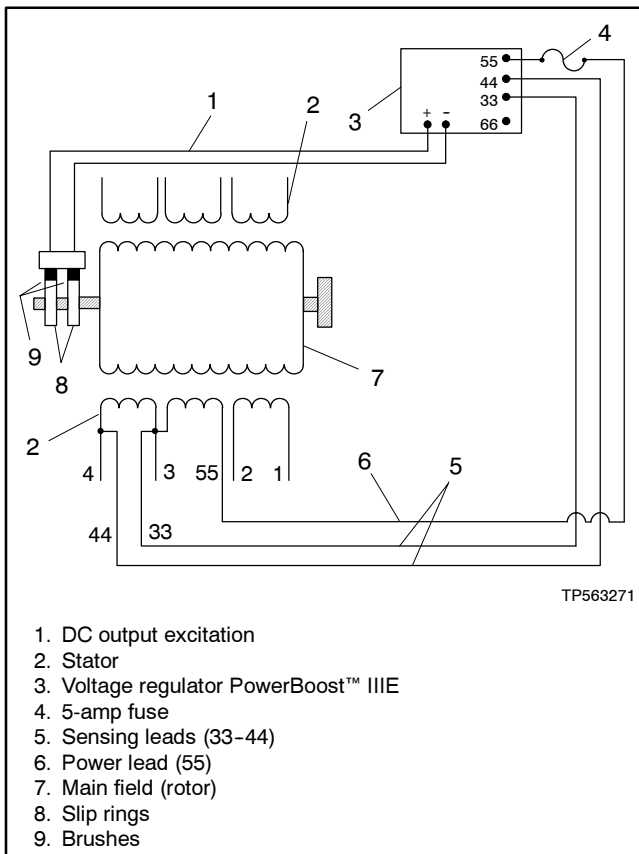 1
2
3
4
55
44
33
66
+ -
9
8
7
2
4
3
55
2
1
6
5
44
33
TP563271
1. DC output excitation
2. Stator
3. Voltage regulator PowerBoost™ IIIE
4. 5-amp fuse
5. Sensing leads (33-44)
6. Power lead (55)
7. Main field (rotor)
8. Slip rings
9. Brushes